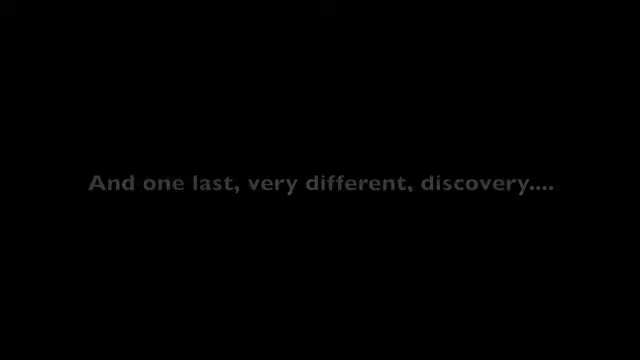 And one last, very different, discovery....